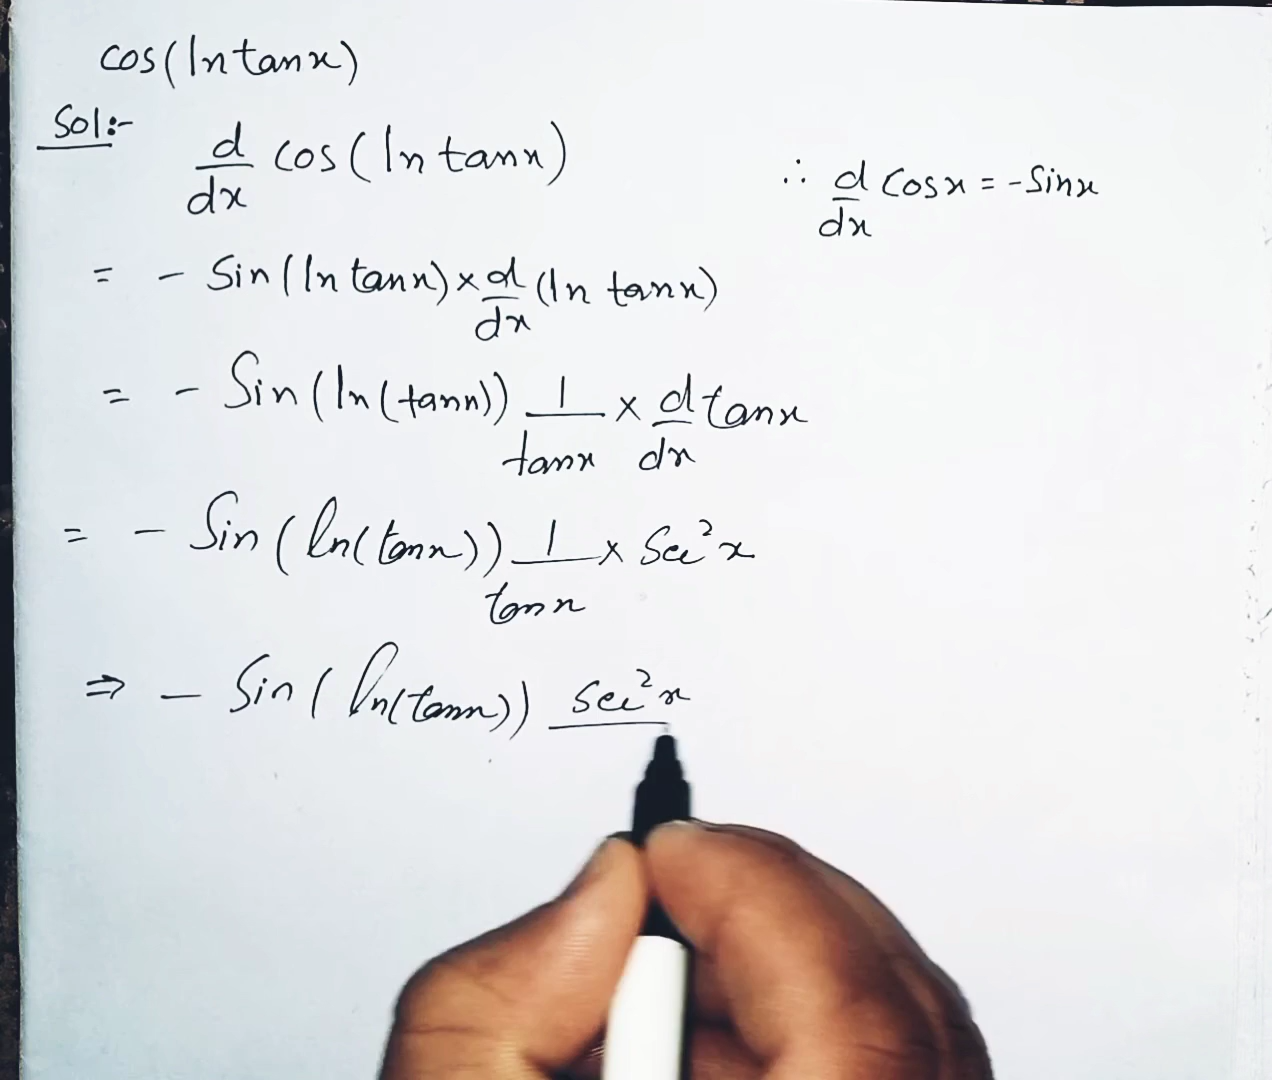 cos(ln tanx)
Sol:-
d/dx cos(ln tanx)
∴ d/dx Cosx = -Sinx
= - Sin(ln tanx) × d/dx (ln tanx)
= - Sin(ln(tanx)) 1/tanx × d/dx tanx
= - Sin(ln(tanx)) 1/tanx × Sec²x
⇒ - Sin(ln(tanx)) Sec²x